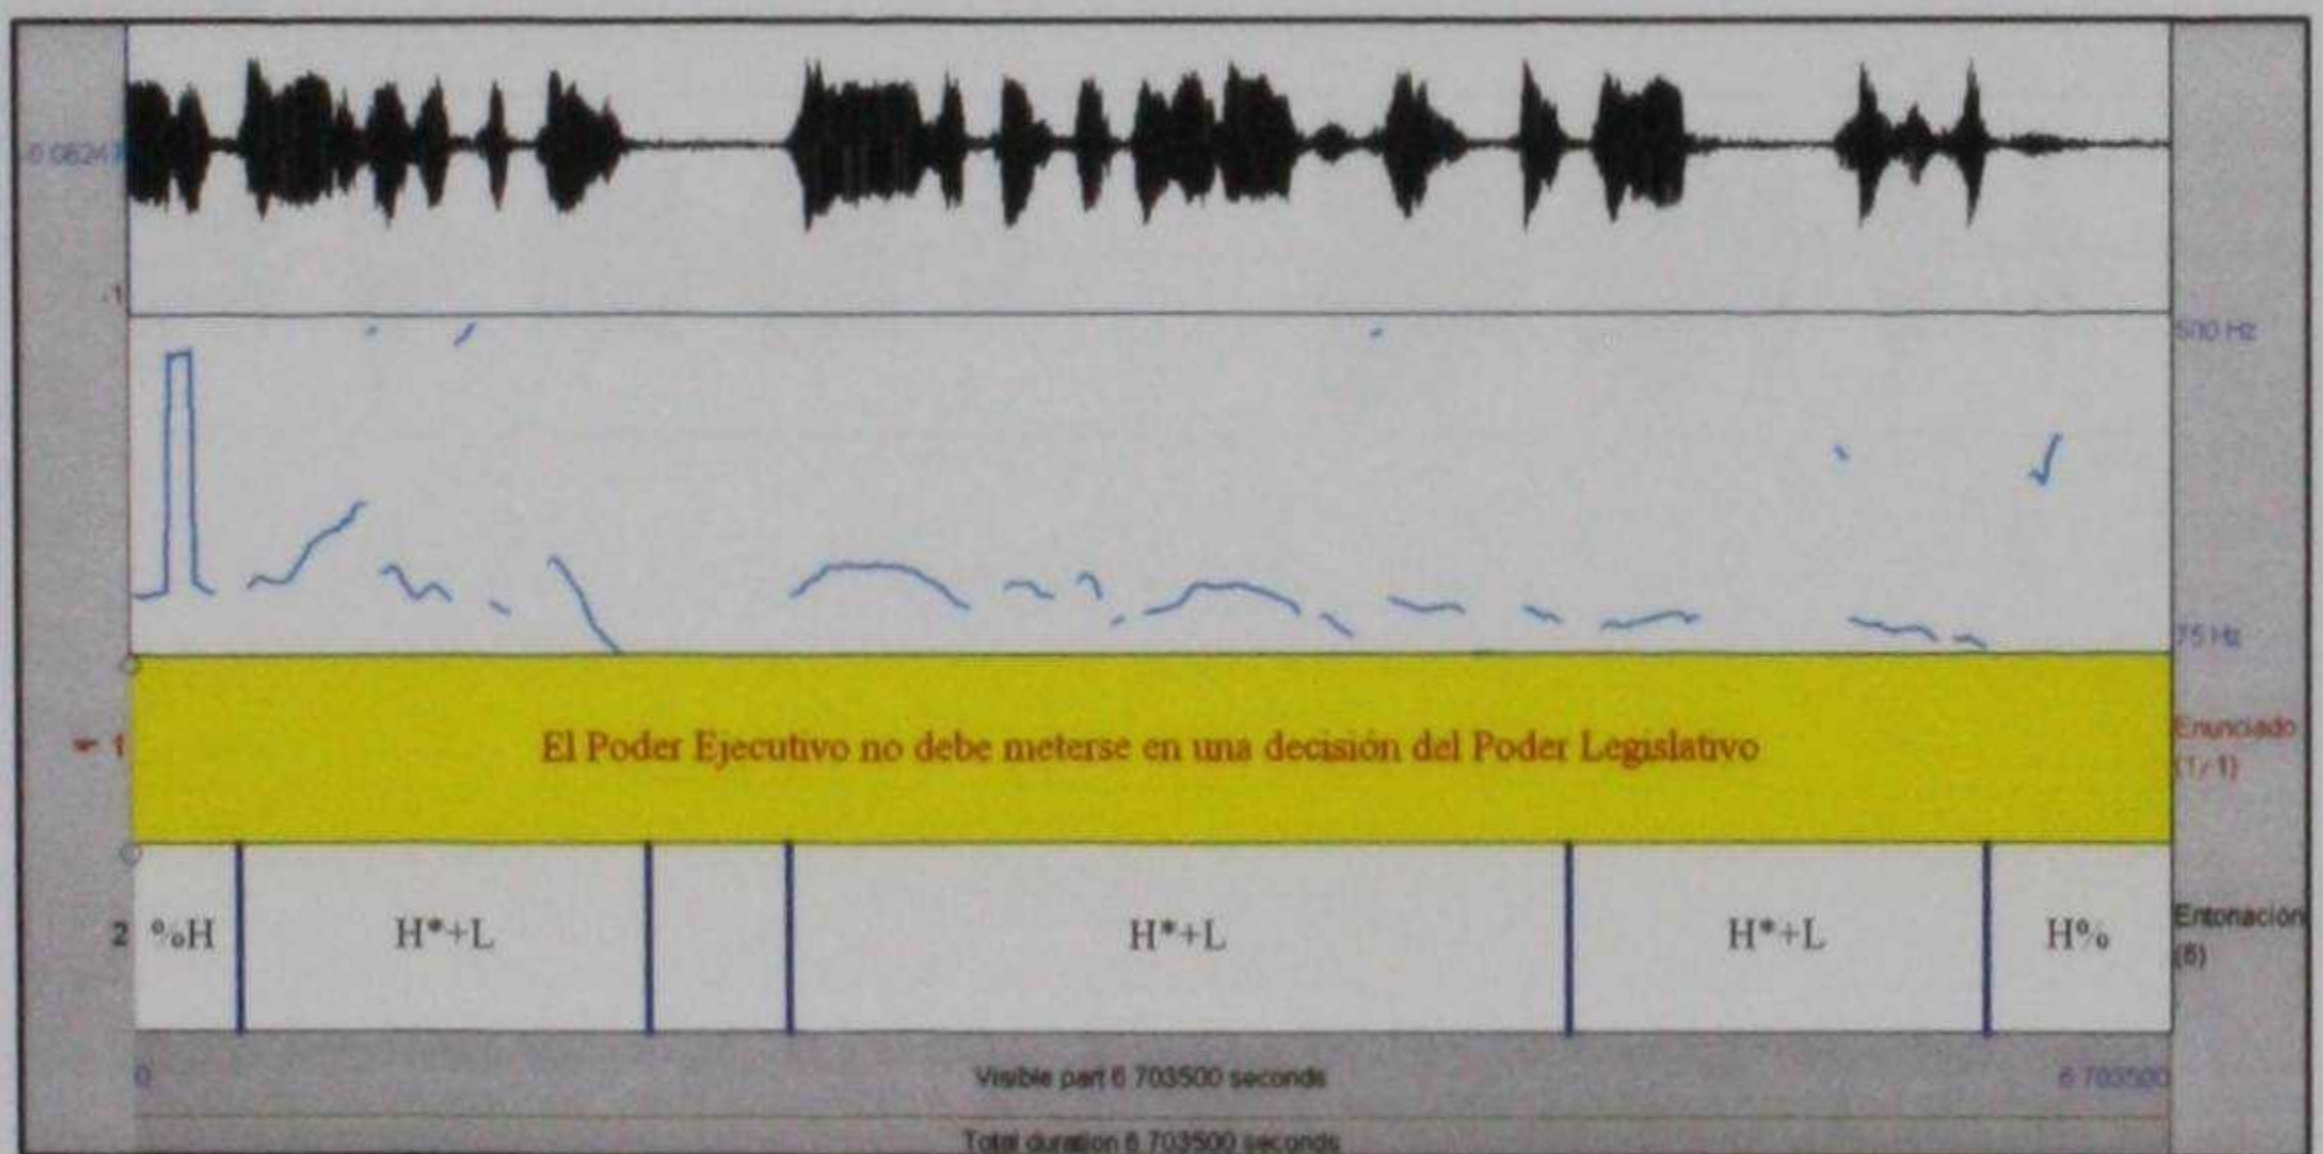 -1
500 Hz
75 Hz
1
El Poder Ejecutivo no debe meterse en una decisión del Poder Legislativo
Enunciado
(1/1)
2
%H
H*+L
H*+L
H*+L
H%
Entonación
(6)
0
Visible part 6 703500 seconds
6 703500
Total duration 6 703500 seconds